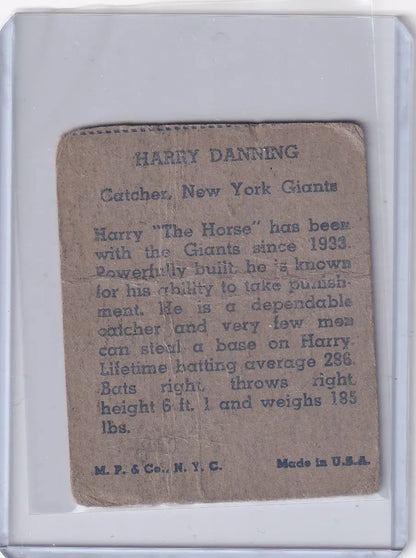 HARRY DANNING
Catcher, New York Giants
Harry "The Horse" has been
with the Giants since 1933.
Powerfully built, he is known
for his ability to take punish-
ment. He is a dependable
catcher and very few men
can steal a base on Harry.
Lifetime batting average 286.
Bats right, throws right,
height 6 ft. 1 and weighs 185
lbs.
M. P. & Co., N. Y. C. Made in U.S.A.